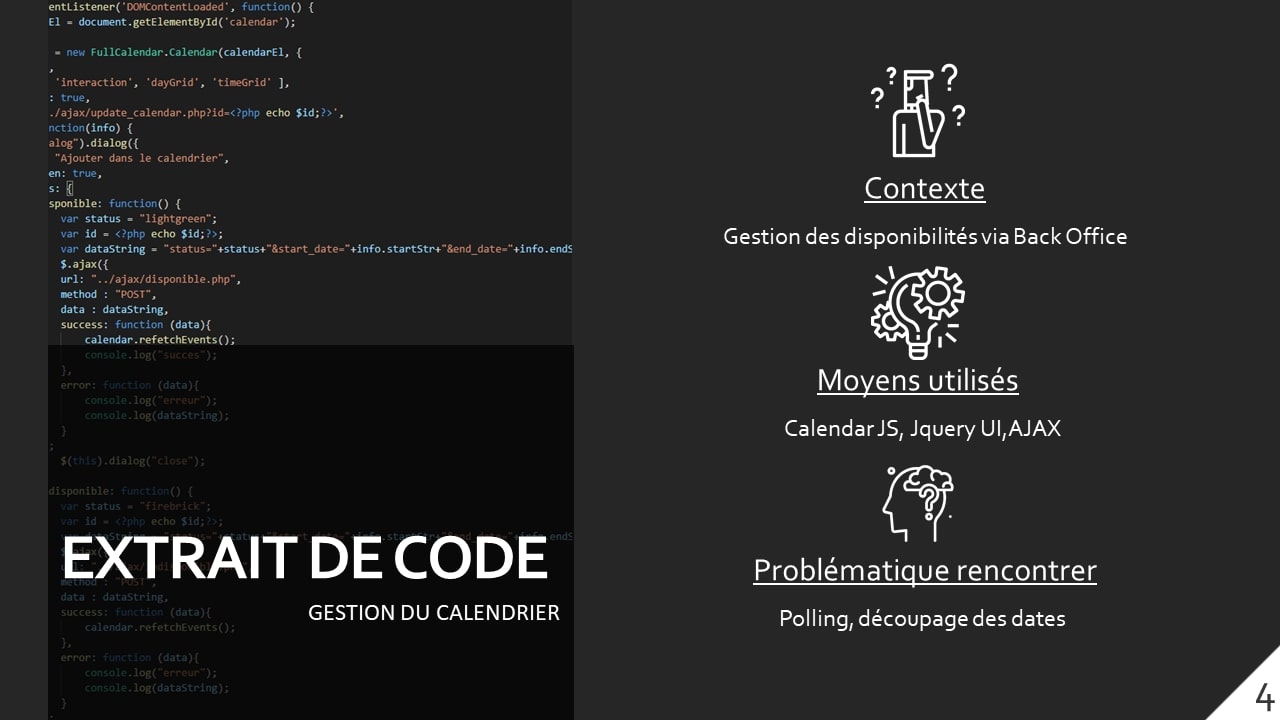 entListener('DOMContentLoaded', function() {
El = document.getElementById('calendar');
= new FullCalendar.Calendar(calendarEl, {
,
'interaction', 'dayGrid', 'timeGrid' ],
: true,
./ajax/update_calendar.php?id=<?php echo $id;?>',
nction(info) {
alog").dialog({
"Ajouter dans le calendrier",
en: true,
s: {
sponible: function() {
var status = "lightgreen";
var id = <?php echo $id;?>;
var dataString = "status="+status+"&start_date="+info.startStr+"&end_date="+info.endS
$.ajax({
url: "../ajax/disponible.php",
method : "POST",
data : dataString,
success: function (data){
calendar.refetchEvents();
console.log("succes");
},
error: function (data){
console.log("erreur");
console.log(dataString);
}
;
$(this).dialog("close");
disponible: function() {
var status = "firebrick";
var id = <?php echo $id;?>;
EXTRAIT DE CODE
method : "POST",
data : dataString,
GESTION DU CALENDRIER
success: function (data){
calendar.refetchEvents();
},
error: function (data){
console.log("erreur");
console.log(dataString);
}
Contexte
Gestion des disponibilités via Back Office
Moyens utilisés
Calendar JS, Jquery UI,AJAX
Problématique rencontrer
Polling, découpage des dates
4